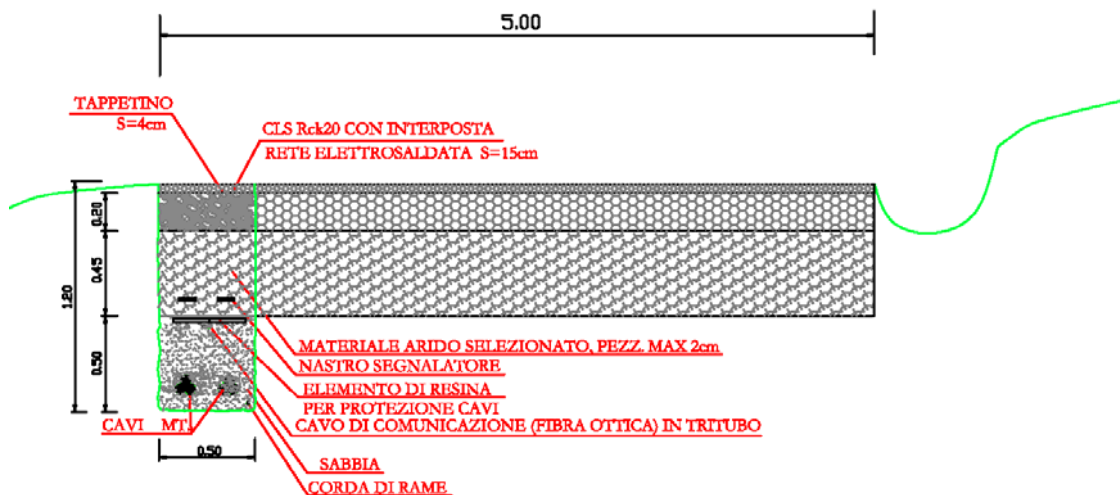 5.00
TAPPETINO
S=4cm
CLS Rck20 CON INTERPOSTA
RETE ELETTROSALDATA S=15cm
0.20
0.45
1.20
0.50
MATERIALE ARIDO SELEZIONATO, PEZZ. MAX 2cm
NASTRO SEGNALATORE
ELEMENTO DI RESINA
PER PROTEZIONE CAVI
CAVI MT.
CAVO DI COMUNICAZIONE (FIBRA OTTICA) IN TRITUBO
0.50
SABBIA
CORDA DI RAME